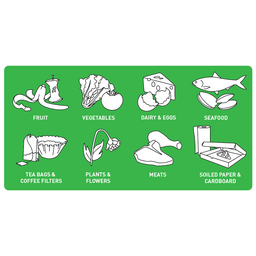 FRUIT
VEGETABLES
DAIRY & EGGS
SEAFOOD
TEA BAGS &
COFFEE FILTERS
PLANTS &
FLOWERS
MEATS
SOILED PAPER &
CARDBOARD